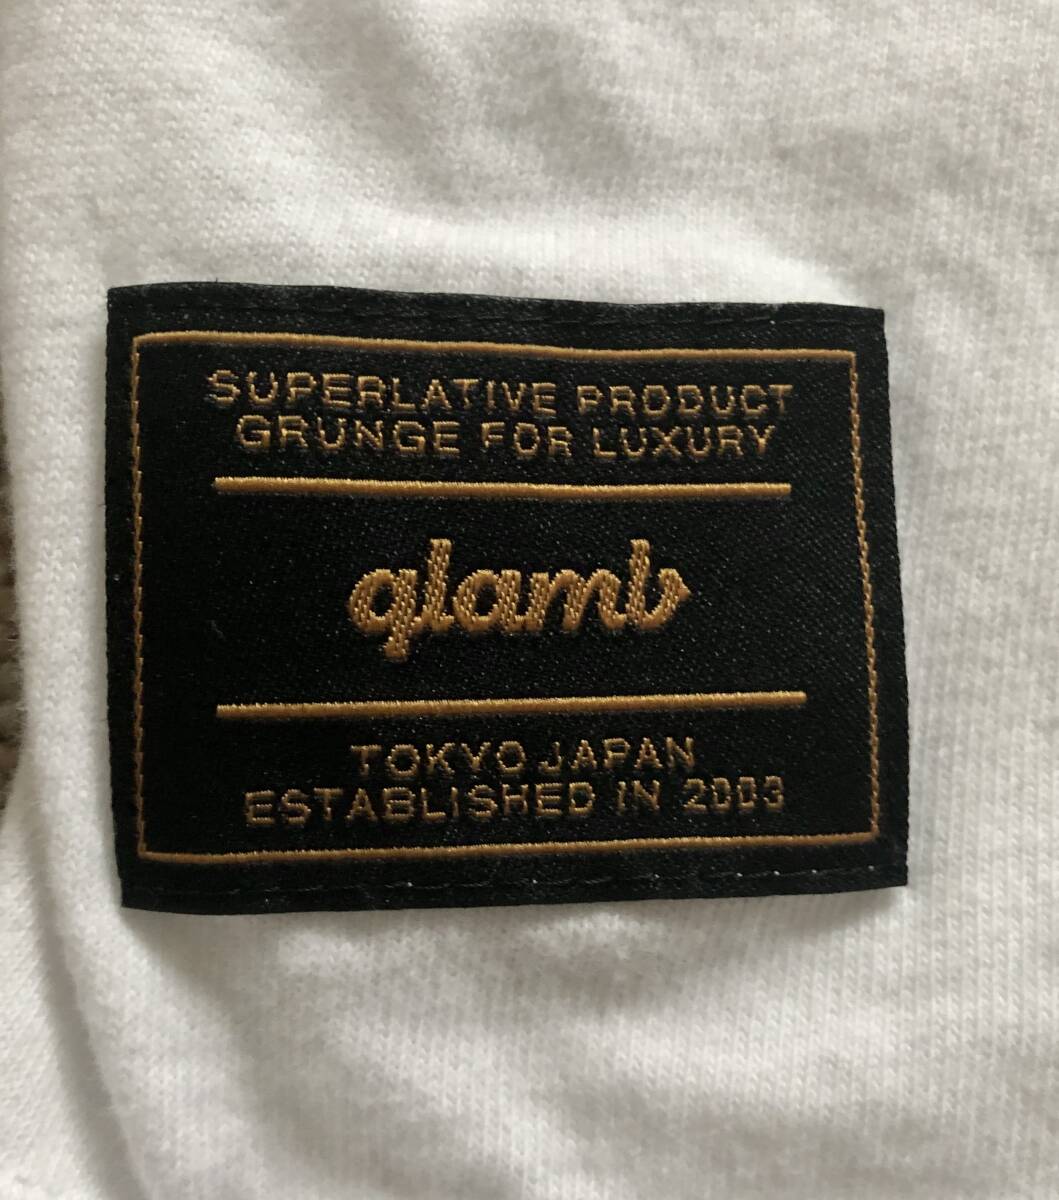 SUPERLATIVE PRODUCT
GRUNGE FOR LUXURY
glamb
TOKYO JAPAN
ESTABLISHED IN 2003